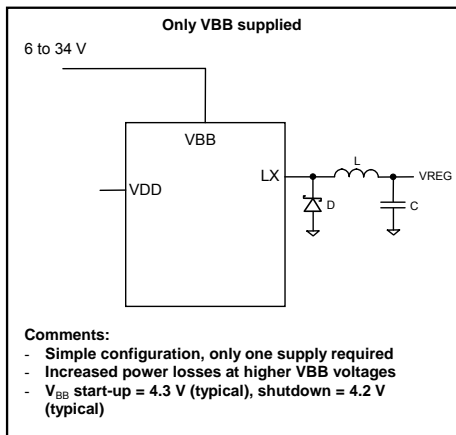 Only VBB supplied
6 to 34 V
VBB
VDD
LX
L
VREG
D
C
Comments:
- Simple configuration, only one supply required
- Increased power losses at higher VBB voltages
- VBB start-up = 4.3 V (typical), shutdown = 4.2 V
(typical)